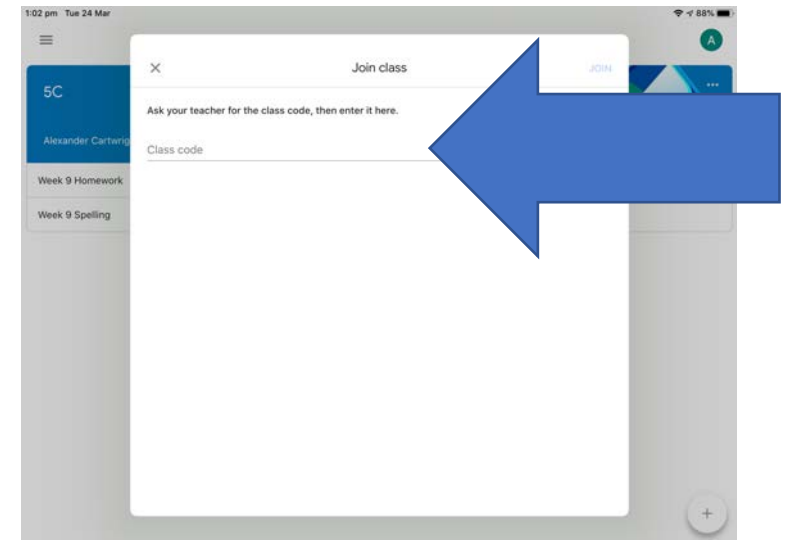 1:02 pm Tue 24 Mar
88%
A
Join class
JOIN
5C
...
Ask your teacher for the class code, then enter it here.
Alexander
Class code
Week 9 Homework
Week 9 Spelling
+